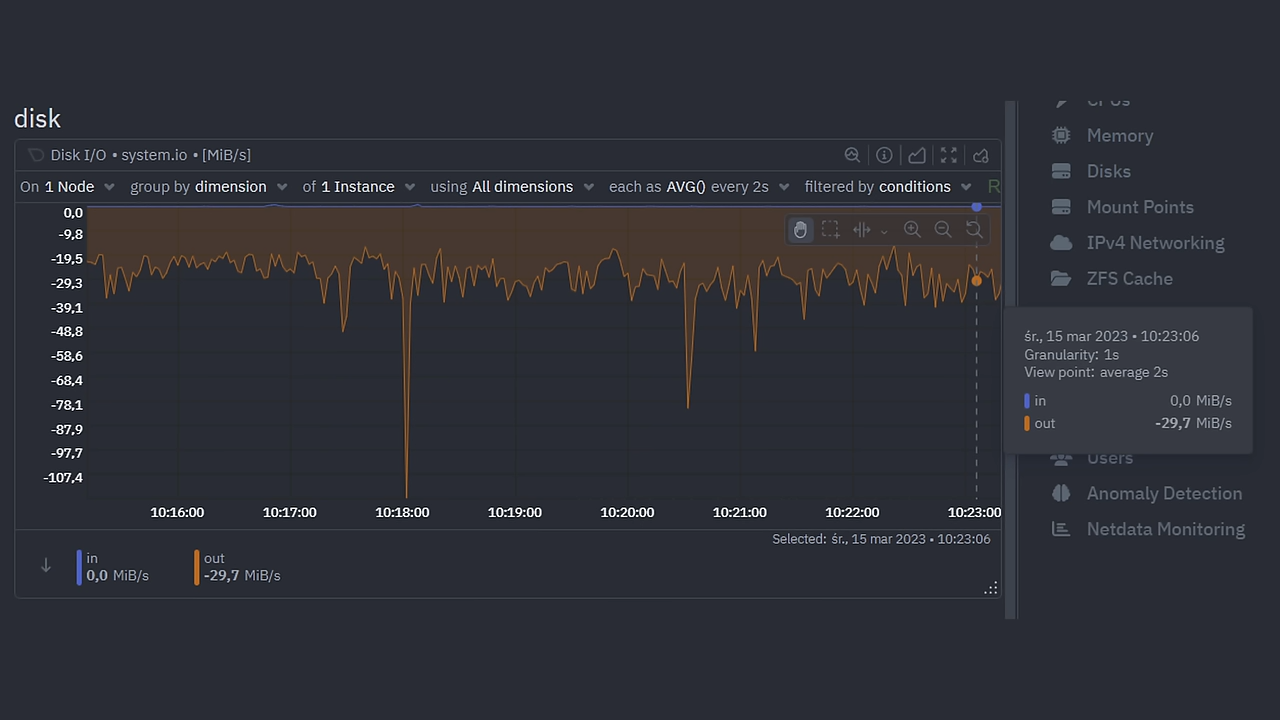 disk
Disk I/O • system.io • [MiB/s]
On 1 Node group by dimension of 1 Instance using All dimensions each as AVG() every 2s filtered by conditions R
0,0
-9,8
-19,5
-29,3
-39,1
-48,8
-58,6
-68,4
-78,1
-87,9
-97,7
-107,4
10:16:00 10:17:00 10:18:00 10:19:00 10:20:00 10:21:00 10:22:00 10:23:00
Selected: śr., 15 mar 2023 • 10:23:06
in
0,0 MiB/s
out
-29,7 MiB/s
CPUs
Memory
Disks
Mount Points
IPv4 Networking
ZFS Cache
śr., 15 mar 2023 • 10:23:06
Granularity: 1s
View point: average 2s
in 0,0 MiB/s
out -29,7 MiB/s
Users
Anomaly Detection
Netdata Monitoring